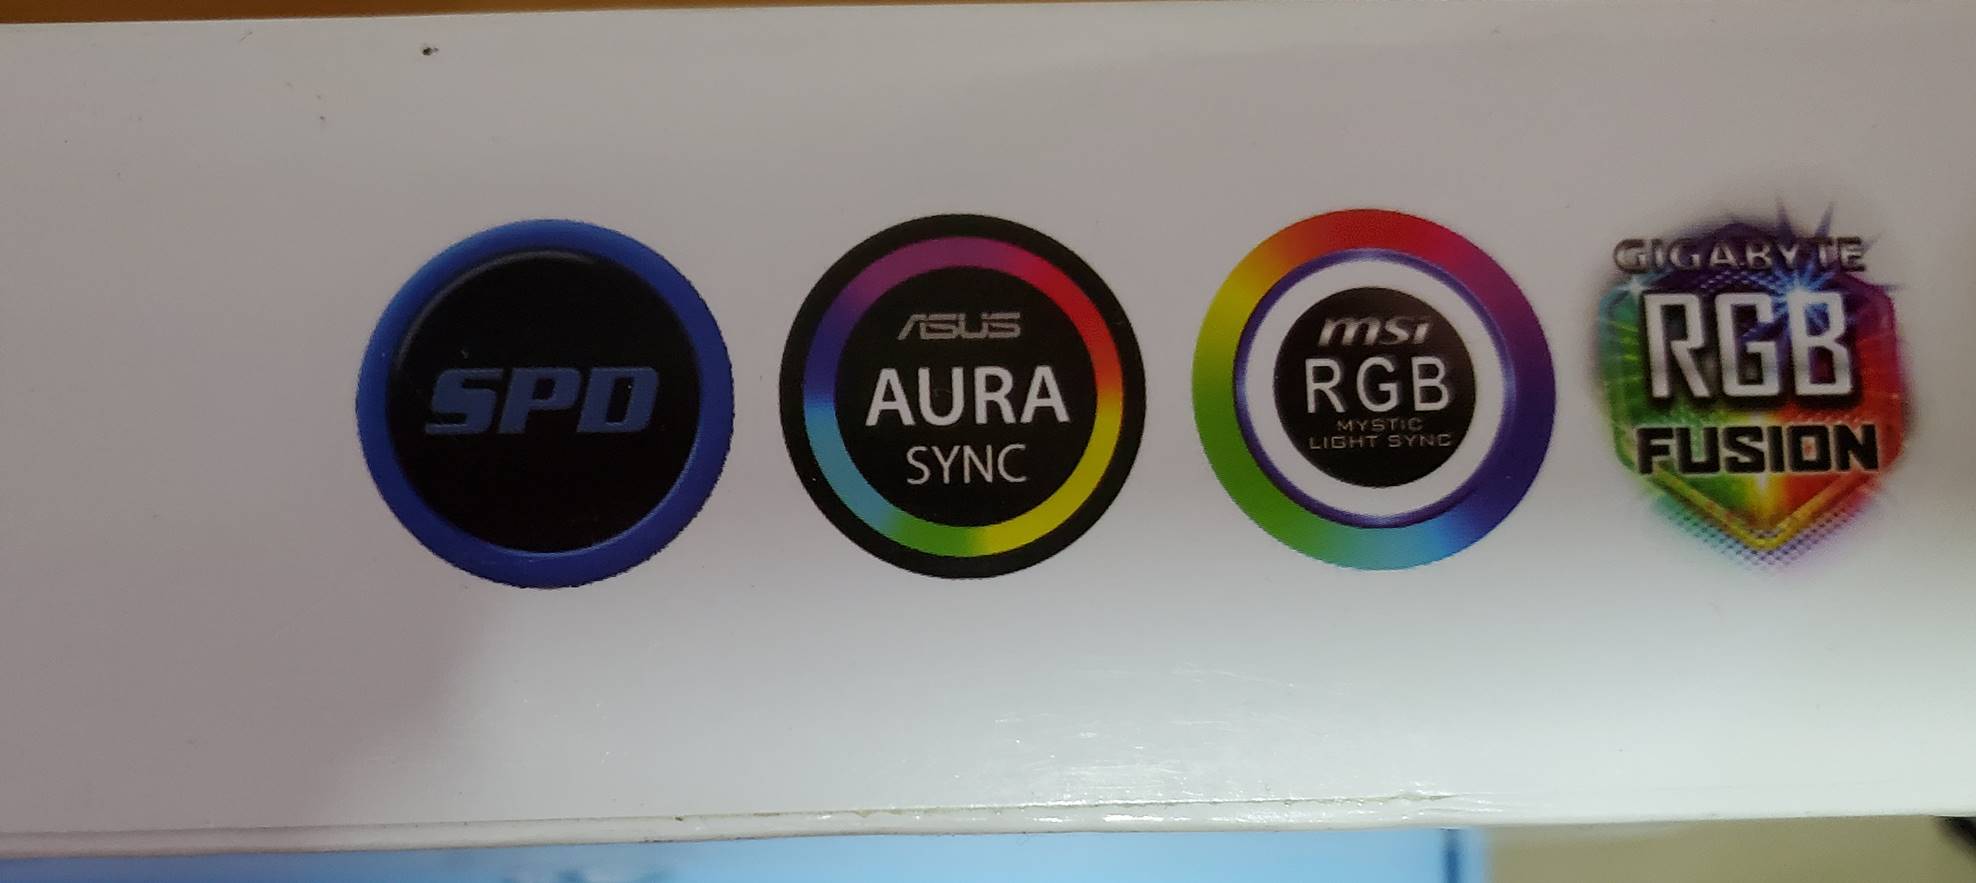 SPD
ASUS
AURA
SYNC
msi
RGB
MYSTIC
LIGHT SYNC
GIGABYTE
RGB
FUSION